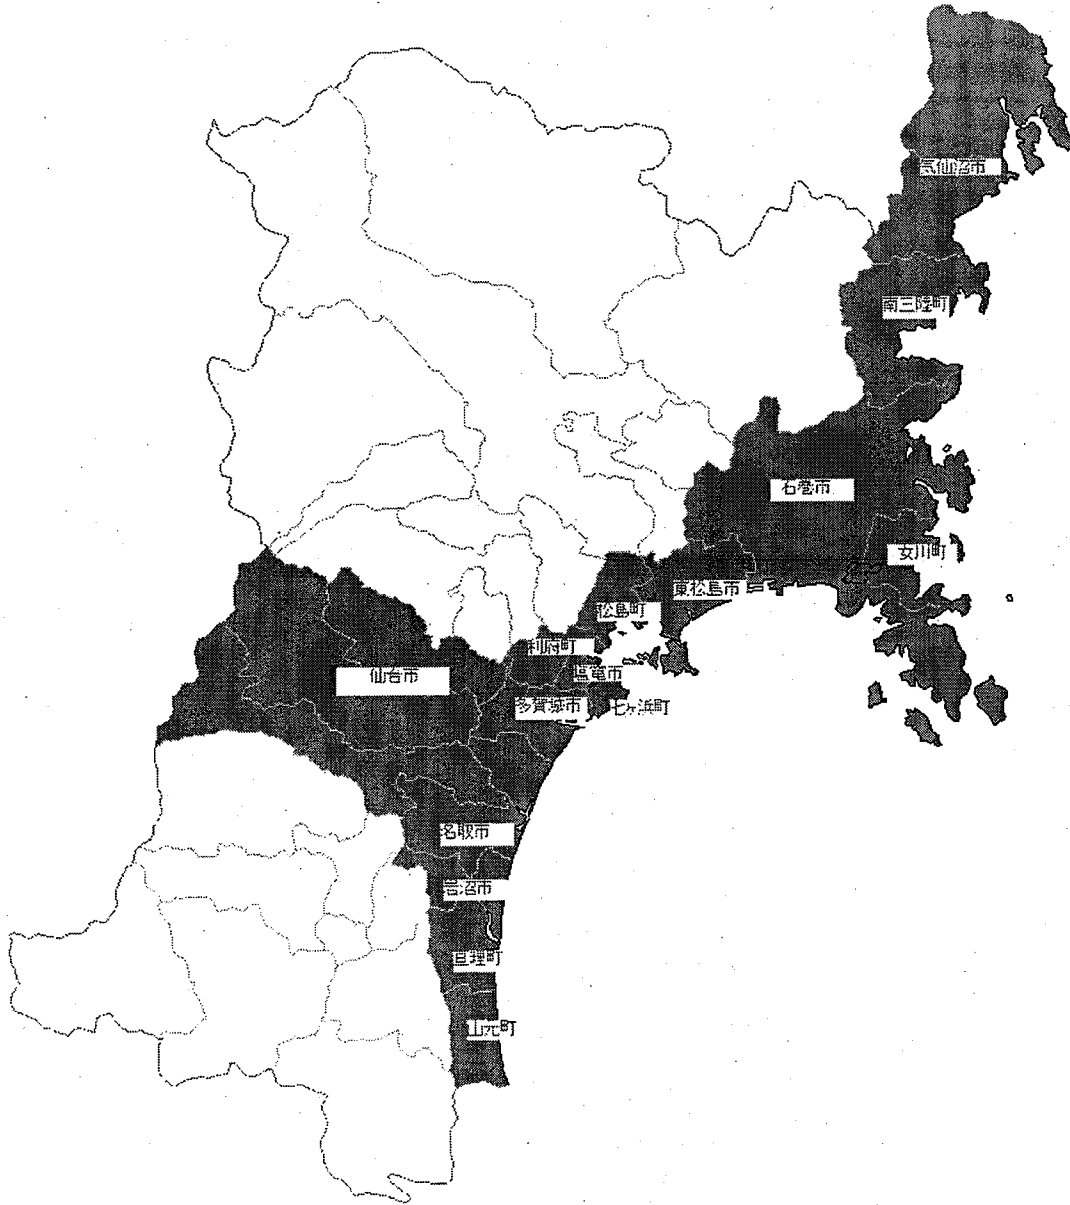 気仙沼市
南三陸町
石巻市
女川町
東松島市
松島町
利府町
塩竈市
仙台市
多賀城市
七ヶ浜町
名取市
岩沼市
亘理町
山元町